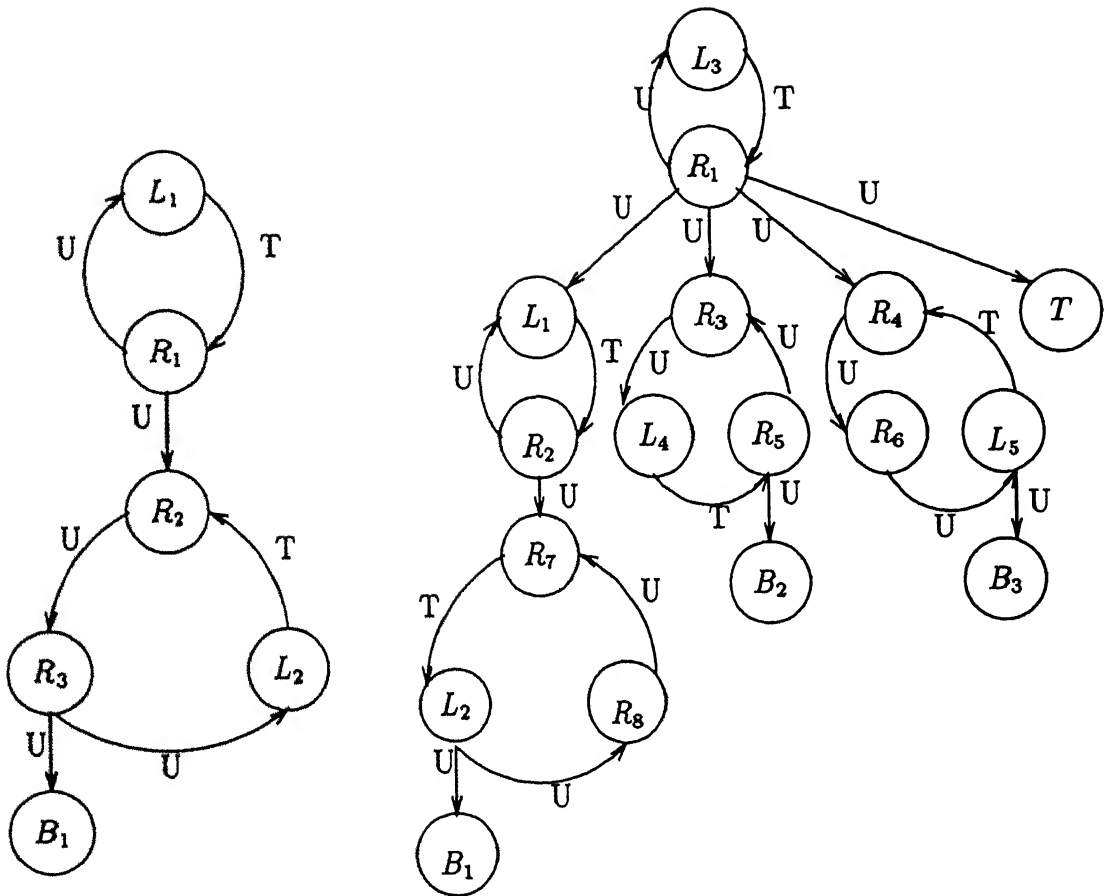 L₃
U T
R₁
U U U U
L₁
U T
R₁
U
R₂
U T
R₃ L₂
U U
B₁
L₁ R₃ R₄ T
U T U U U T
R₂ L₄ R₅ R₆ L₅
U T U U U
R₇ B₂ B₃
T U
L₂ R₈
U U
B₁